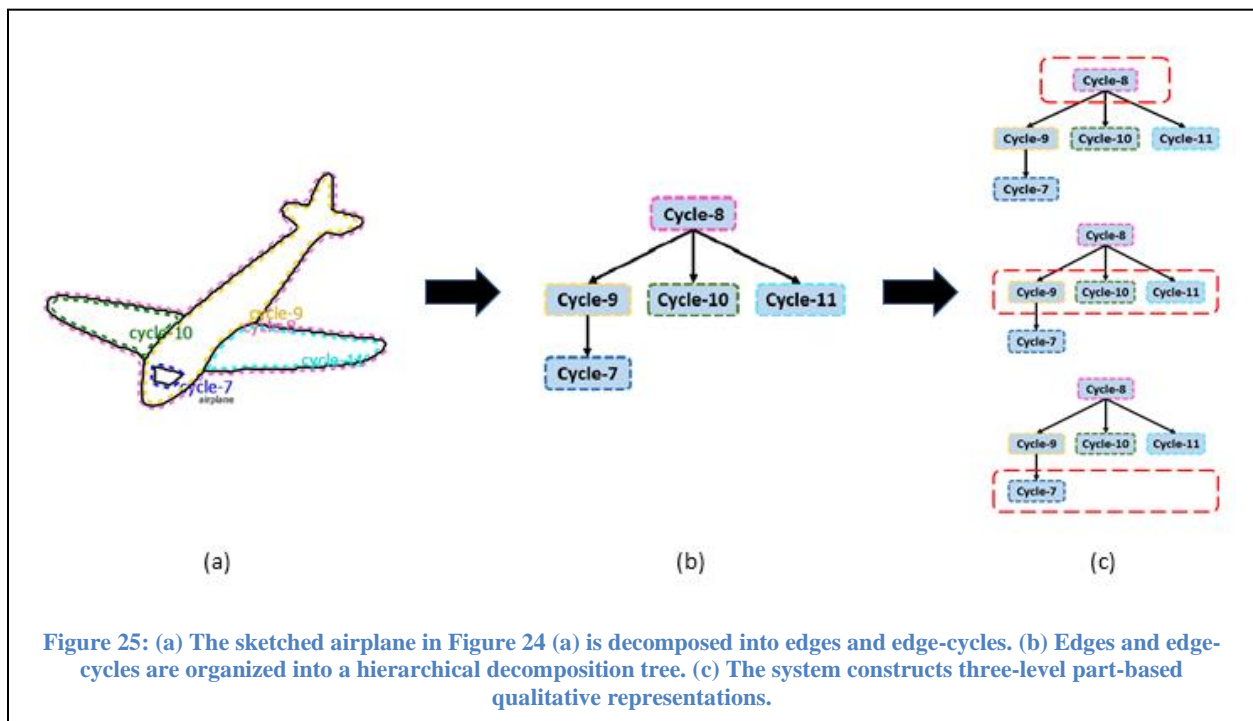 cycle-9
cycle-10
cycle-7
airplane
Cycle-8
Cycle-9 Cycle-10 Cycle-11
Cycle-7
Cycle-8
Cycle-9 Cycle-10 Cycle-11
Cycle-7
Cycle-8
Cycle-9 Cycle-10 Cycle-11
Cycle-7
Cycle-8
Cycle-9 Cycle-10 Cycle-11
Cycle-7
(a) (b) (c)
Figure 25: (a) The sketched airplane in Figure 24 (a) is decomposed into edges and edge-cycles. (b) Edges and edge-
cycles are organized into a hierarchical decomposition tree. (c) The system constructs three-level part-based
qualitative representations.